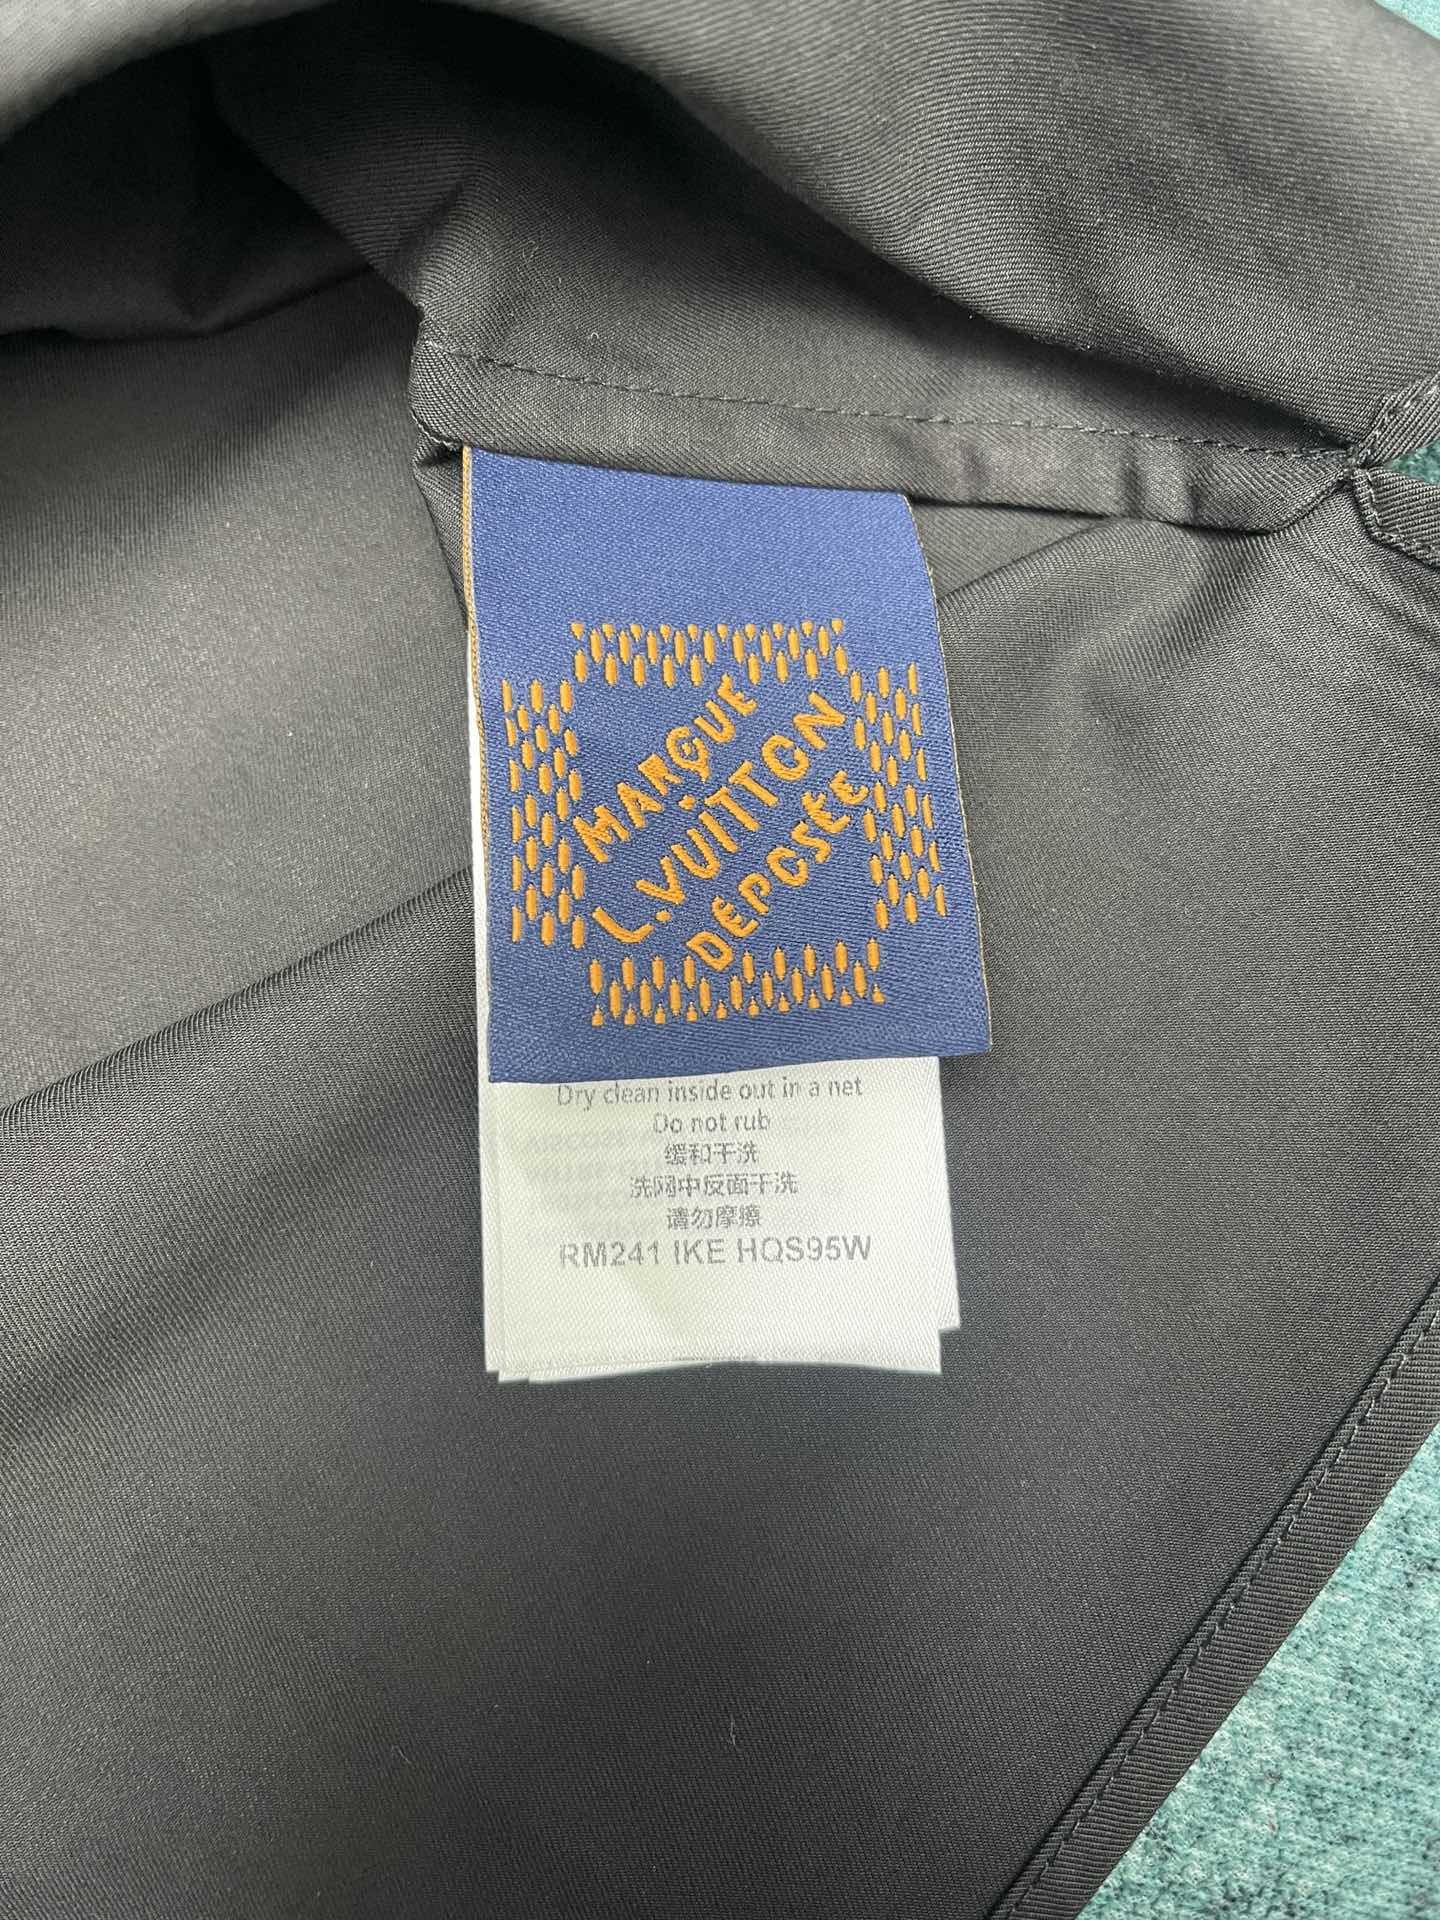 MARQUE
L.VUITTON
DÉPOSÉE
Dry clean inside out in a net
Do not rub
缓和干洗
洗网中反面干洗
请勿摩擦
RM241 IKE HQS95W